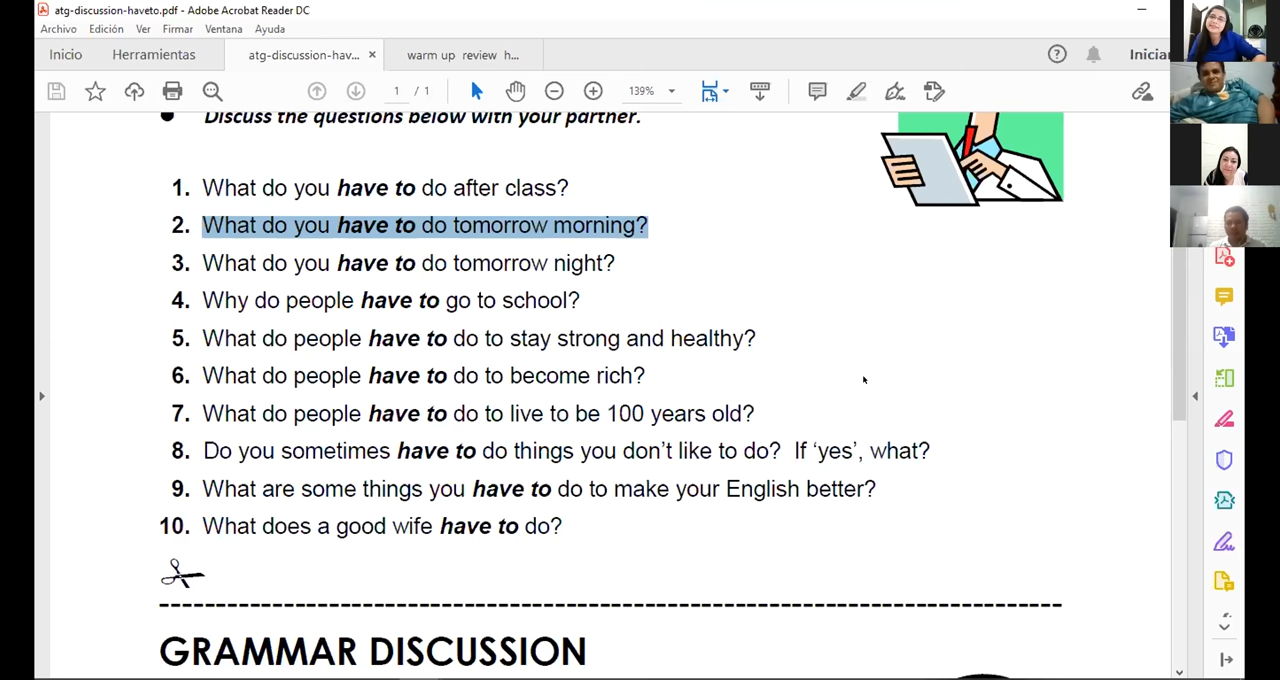 atg-discussion-haveto.pdf - Adobe Acrobat Reader DC
Archivo Edición Ver Firmar Ventana Ayuda
Inicio Herramientas atg-discussion-hav... × warm up review h... Iniciar
1 / 1 139%
Discuss the questions below with your partner.
1. What do you have to do after class?
2. What do you have to do tomorrow morning?
3. What do you have to do tomorrow night?
4. Why do people have to go to school?
5. What do people have to do to stay strong and healthy?
6. What do people have to do to become rich?
7. What do people have to do to live to be 100 years old?
8. Do you sometimes have to do things you don’t like to do? If ‘yes’, what?
9. What are some things you have to do to make your English better?
10. What does a good wife have to do?
GRAMMAR DISCUSSION